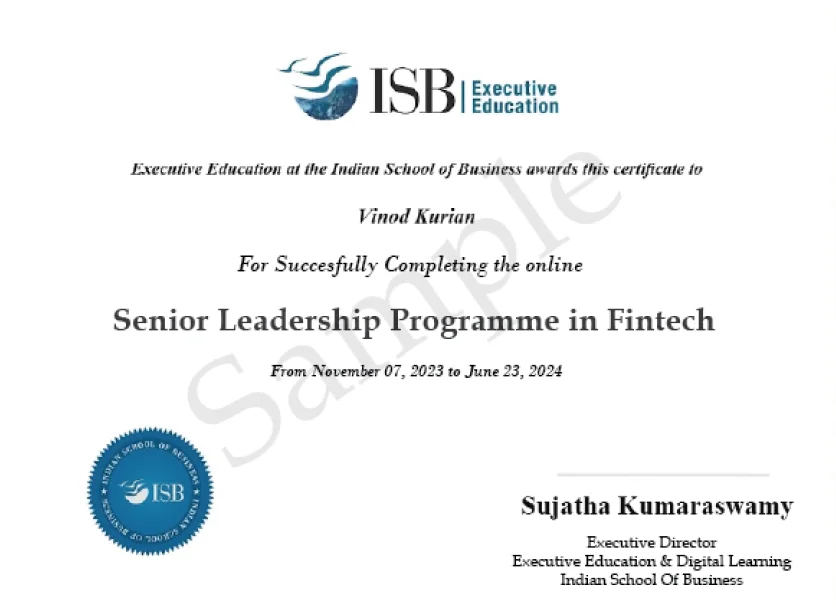 ISB Executive
Education
Executive Education at the Indian School of Business awards this certificate to
Vinod Kurian
For Succesfully Completing the online
Senior Leadership Programme in Fintech
From November 07, 2023 to June 23, 2024
Sample
INDIAN SCHOOL OF BUSINESS
ISB
INDIAN SCHOOL OF BUSINESS
Sujatha Kumaraswamy
Executive Director
Executive Education & Digital Learning
Indian School Of Business